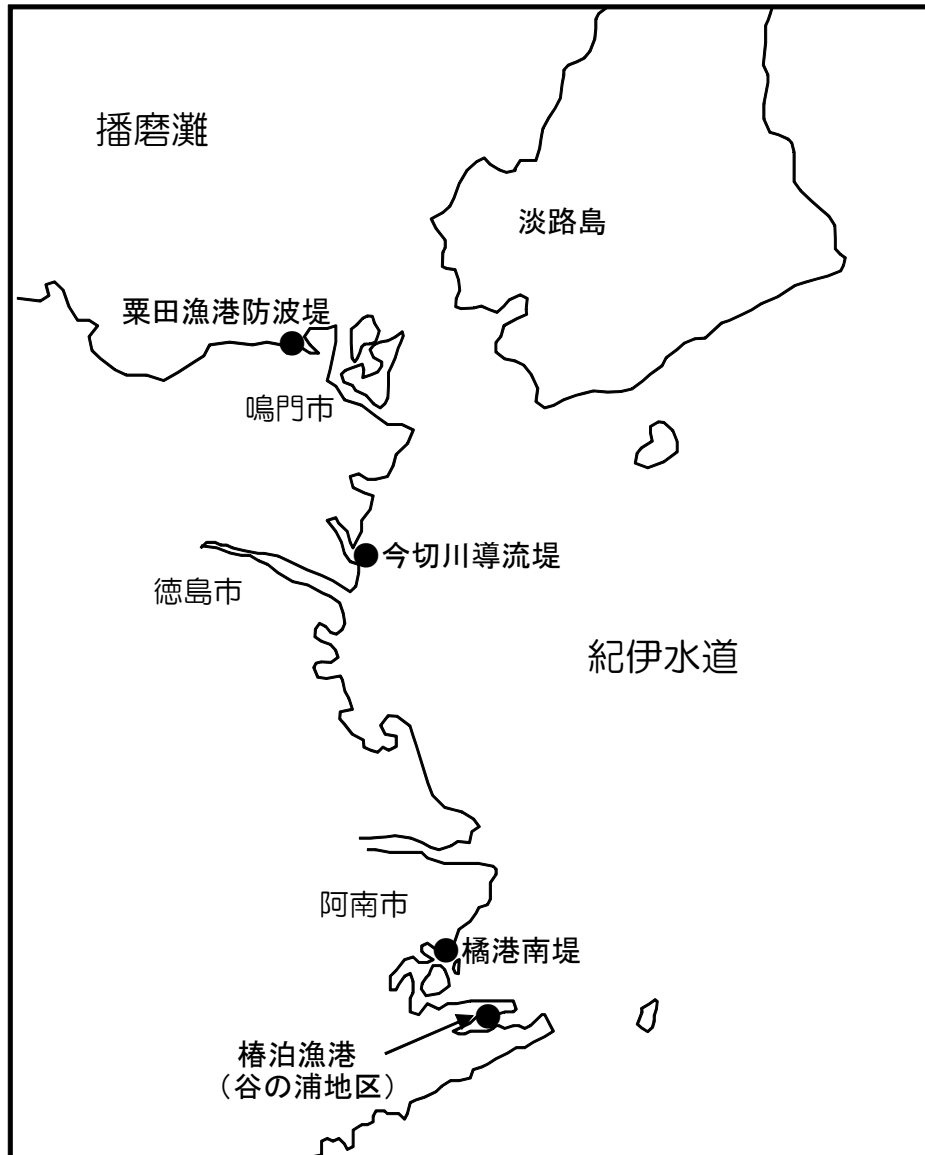 播磨灘
淡路島
粟田漁港防波堤
鳴門市
今切川導流堤
徳島市
紀伊水道
阿南市
橘港南堤
椿泊漁港
（谷の浦地区）